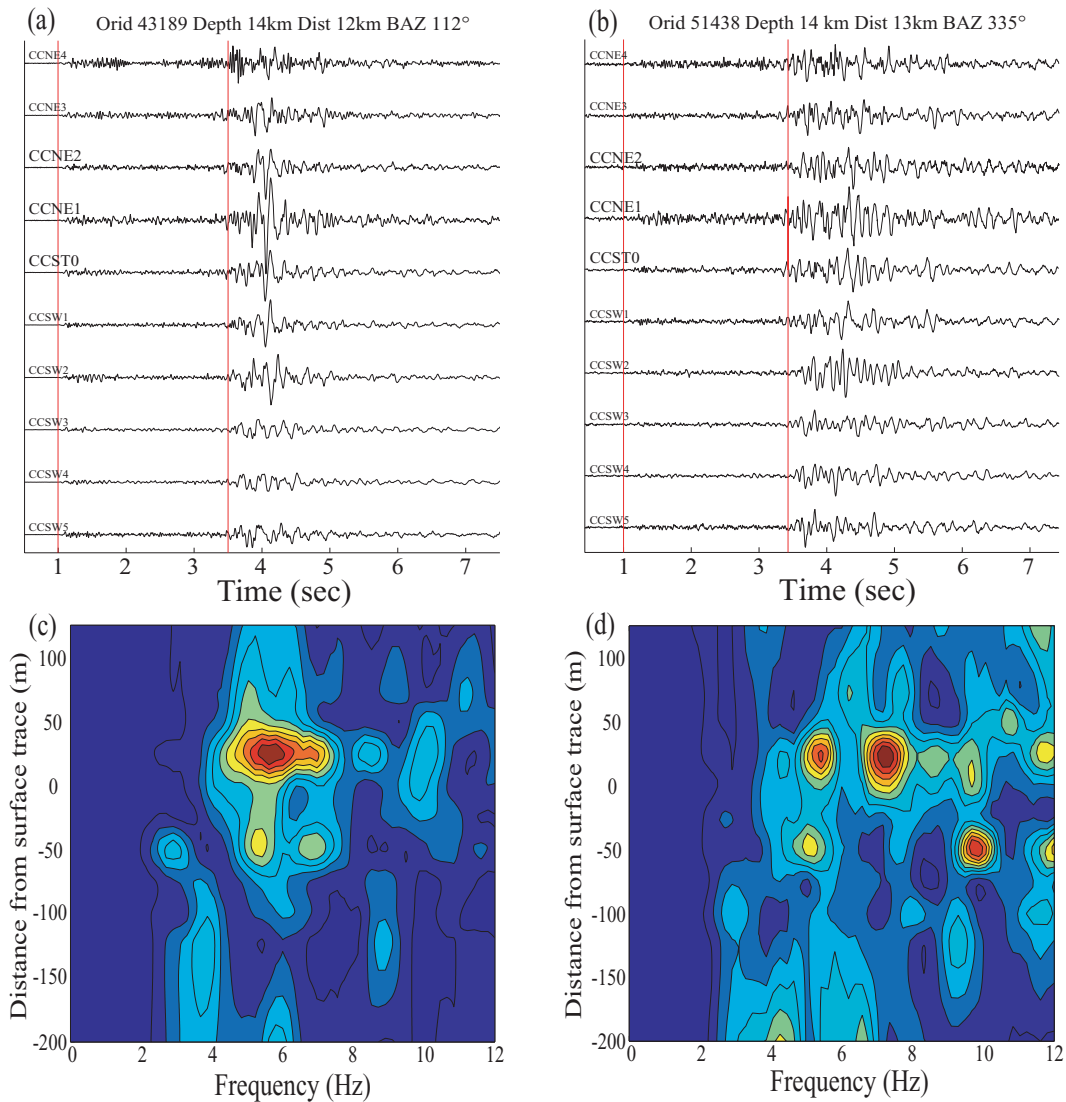 (a)
Orid 43189 Depth 14km Dist 12km BAZ 112°
CCNE4
CCNE3
CCNE2
CCNE1
CCST0
CCSW1
CCSW2
CCSW3
CCSW4
CCSW5
1 2 3 4 5 6 7
Time (sec)
(b)
Orid 51438 Depth 14 km Dist 13km BAZ 335°
CCNE4
CCNE3
CCNE2
CCNE1
CCST0
CCSW1
CCSW2
CCSW3
CCSW4
CCSW5
1 2 3 4 5 6 7
Time (sec)
(c)
Distance from surface trace (m)
100
50
0
-50
-100
-150
-200
0 2 4 6 8 10 12
Frequency (Hz)
(d)
Distance from surface trace (m)
100
50
0
-50
-100
-150
-200
0 2 4 6 8 10 12
Frequency (Hz)